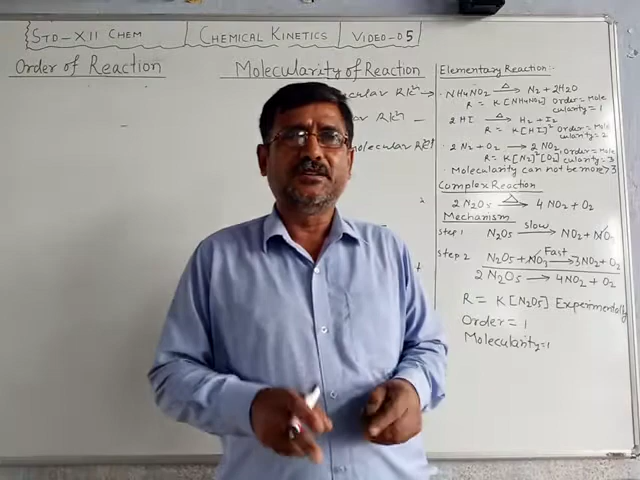 STD-XII CHEM
CHEMICAL KINETICS
VIDEO-05
Order of Reaction
Molecularity of Reaction
Elementary Reaction:-
NH4NO2 △→ N2 + 2H2O
R = K[NH4NO2] Order = Mole
cularity = 1
2HI △→ H2 + I2
R = K[HI]² Order = Mole
cularity = 2
2N2 + O2 → 2NO2
R = K[N2]²[O2] Order = Mole
cularity = 3
Molecularity can not be more > 3
Complex Reaction
2N2O5 △→ 4NO2 + O2
Mechanism
Step 1 N2O5 slow→ NO2 + NO3
Step 2 N2O5 + NO3 Fast→ 3NO2 + O2
2N2O5 → 4NO2 + O2
R = K[N2O5] Experimentally
Order = 1
Molecularity = 1